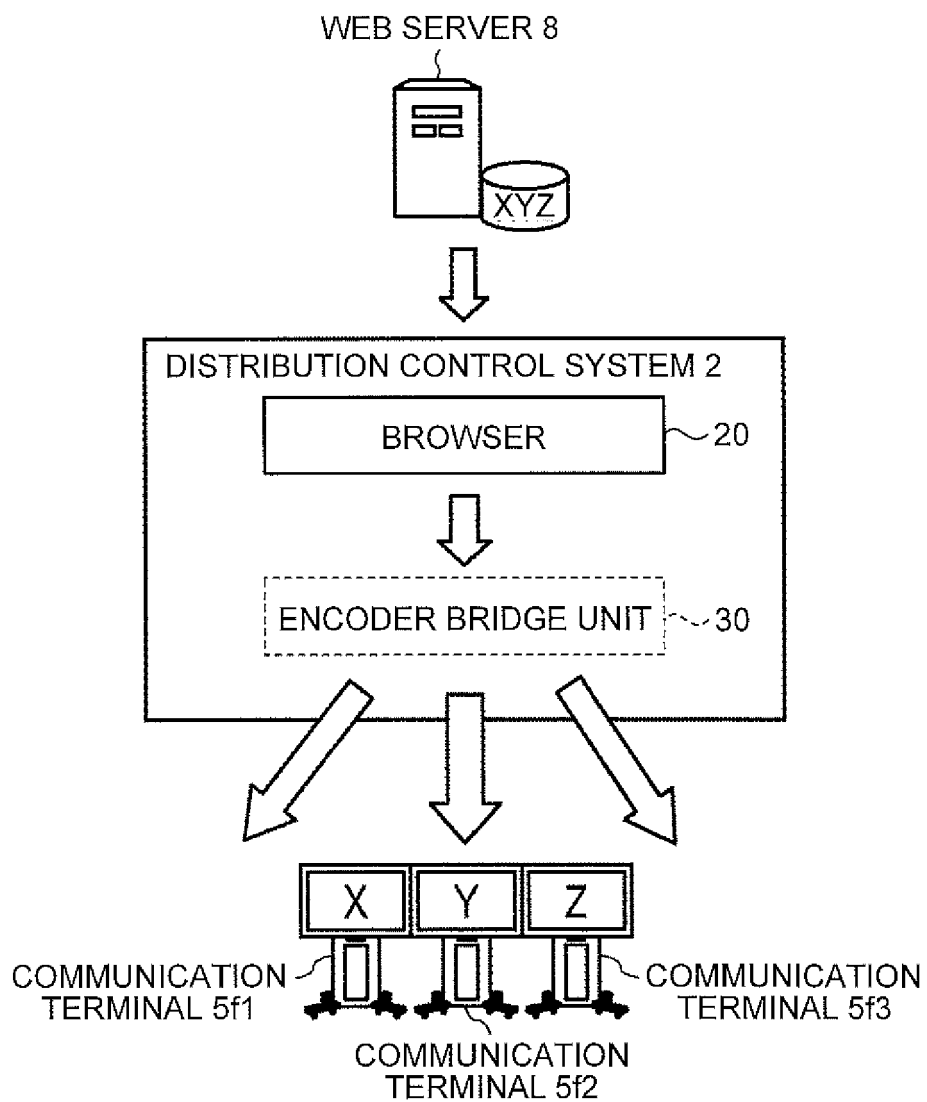 WEB SERVER 8
XYZ
DISTRIBUTION CONTROL SYSTEM 2
BROWSER
20
ENCODER BRIDGE UNIT
30
X
Y
Z
COMMUNICATION
TERMINAL 5f1
COMMUNICATION
TERMINAL 5f3
COMMUNICATION
TERMINAL 5f2